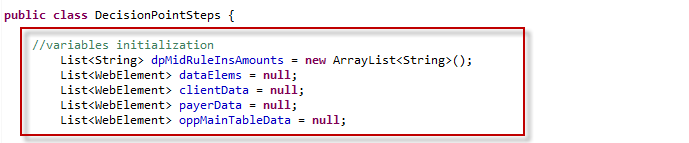 public class DecisionPointSteps {
//variables initialization
List<String> dpMidRuleInsAmounts = new ArrayList<String>();
List<WebElement> dataElems = null;
List<WebElement> clientData = null;
List<WebElement> payerData = null;
List<WebElement> oppMainTableData = null;